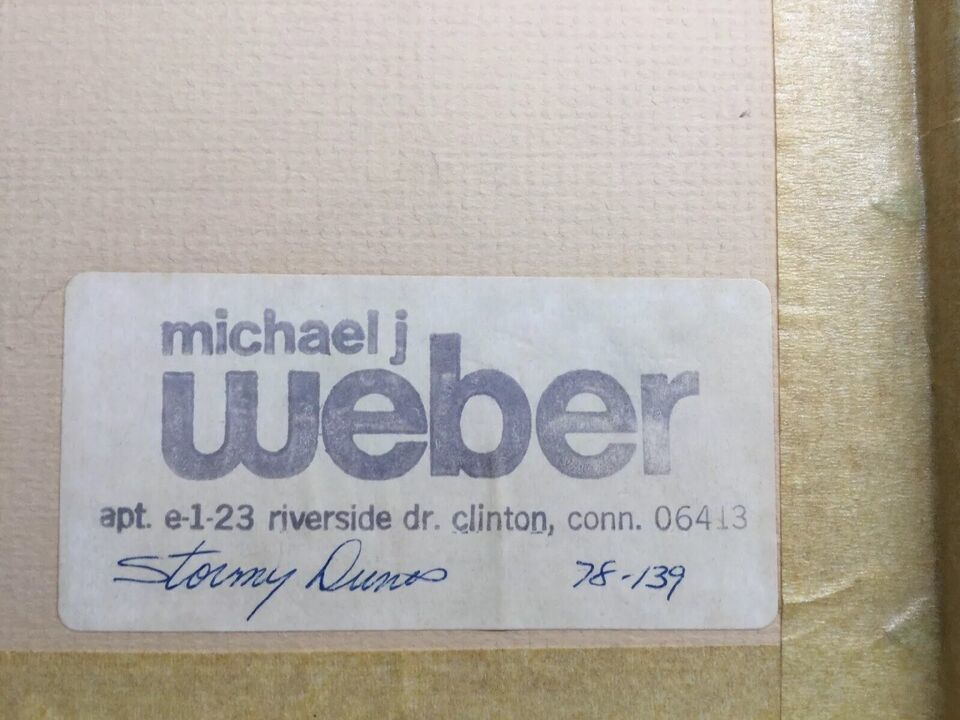 michael j
weber
apt. e-1-23 riverside dr. clinton, conn. 06413
Stormy Dunes 78-139